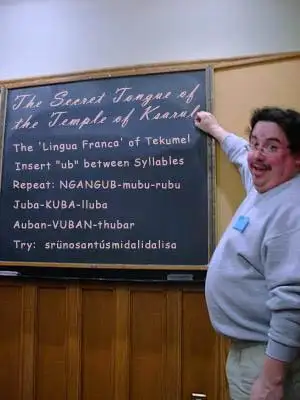 The Secret Tongue of
the Temple of Ksarul
The 'Lingua Franca' of Tekumel
Insert "ub" between Syllables
Repeat: NGANGUB-mubu-rubu
Juba-KUBA-lluba
Auban-VUBAN-thubar
Try: srünosantúsmidalidalisa